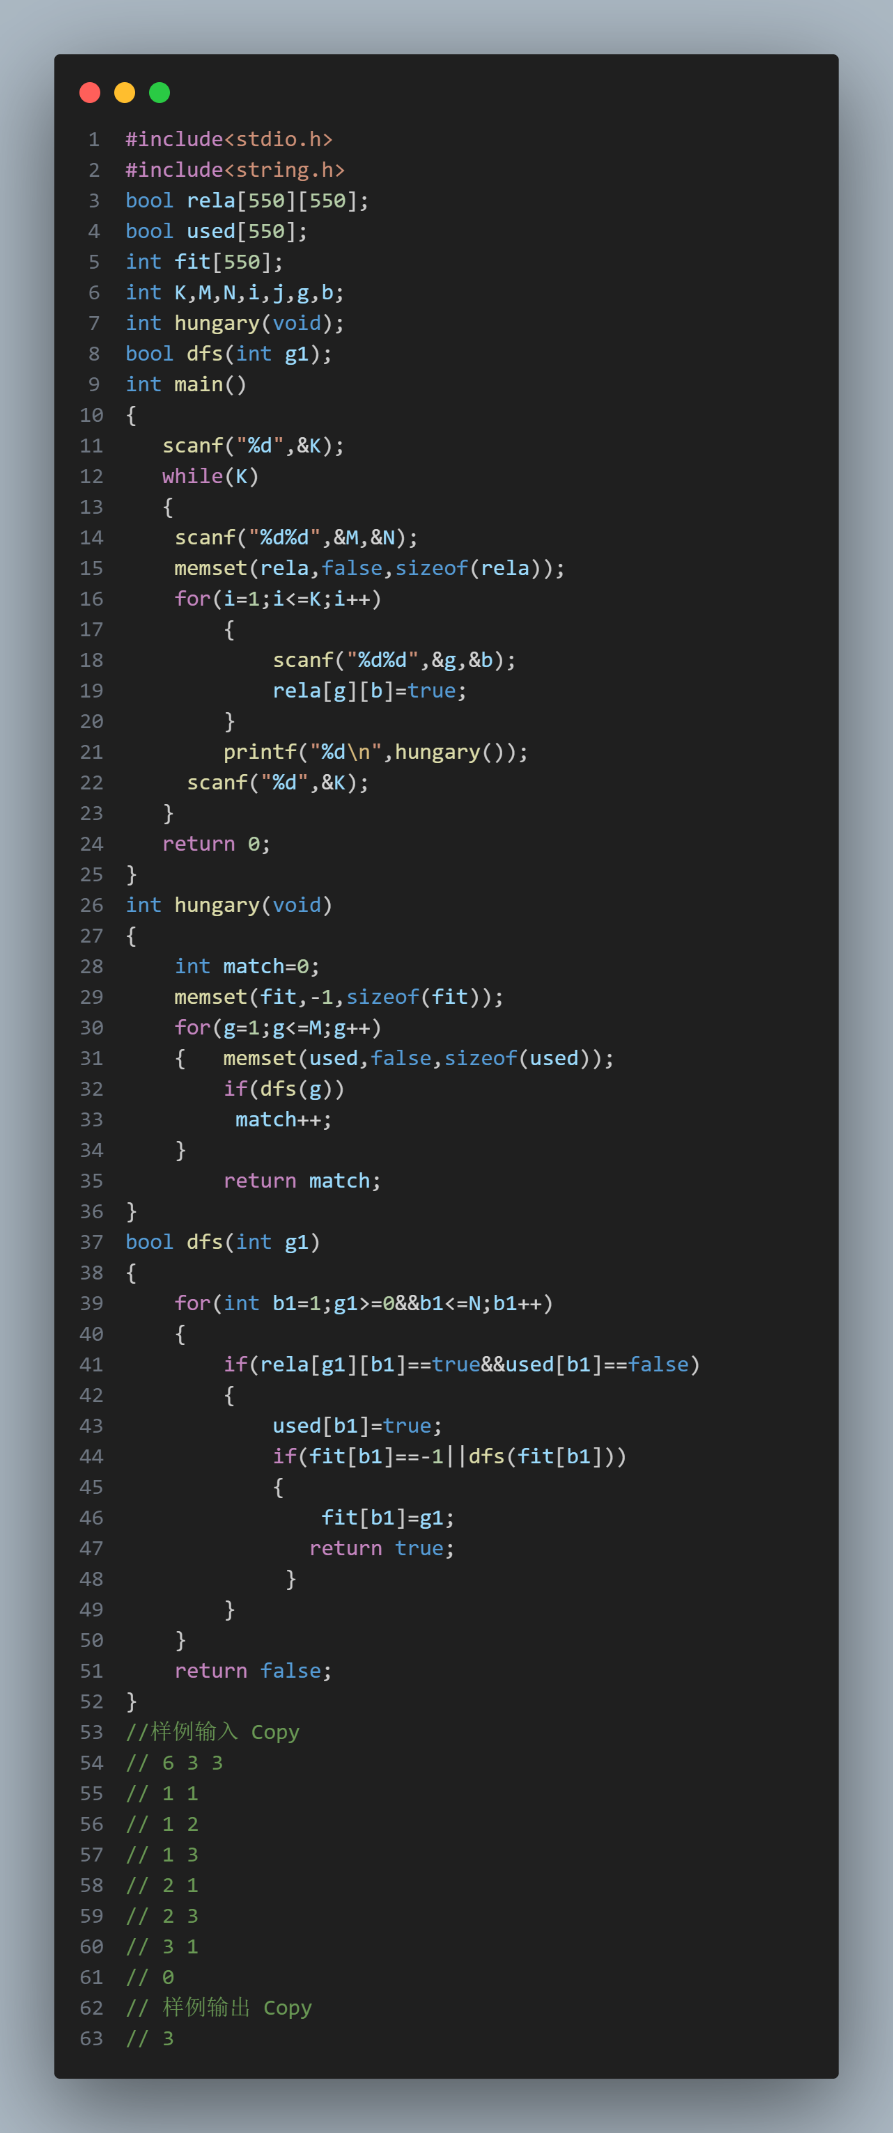 1 #include<stdio.h>
2 #include<string.h>
3 bool rela[550][550];
4 bool used[550];
5 int fit[550];
6 int K,M,N,i,j,g,b;
7 int hungary(void);
8 bool dfs(int g1);
9 int main()
10 {
11    scanf("%d",&K);
12    while(K)
13    {
14     scanf("%d%d",&M,&N);
15     memset(rela,false,sizeof(rela));
16     for(i=1;i<=K;i++)
17         {
18             scanf("%d%d",&g,&b);
19             rela[g][b]=true;
20         }
21         printf("%d\n",hungary());
22      scanf("%d",&K);
23    }
24    return 0;
25 }
26 int hungary(void)
27 {
28     int match=0;
29     memset(fit,-1,sizeof(fit));
30     for(g=1;g<=M;g++)
31     {   memset(used,false,sizeof(used));
32         if(dfs(g))
33          match++;
34     }
35         return match;
36 }
37 bool dfs(int g1)
38 {
39     for(int b1=1;g1>=0&&b1<=N;b1++)
40     {
41         if(rela[g1][b1]==true&&used[b1]==false)
42         {
43             used[b1]=true;
44             if(fit[b1]==-1||dfs(fit[b1]))
45             {
46                 fit[b1]=g1;
47                return true;
48              }
49         }
50     }
51     return false;
52 }
53 //样例输入 Copy
54 // 6 3 3
55 // 1 1
56 // 1 2
57 // 1 3
58 // 2 1
59 // 2 3
60 // 3 1
61 // 0
62 // 样例输出 Copy
63 // 3